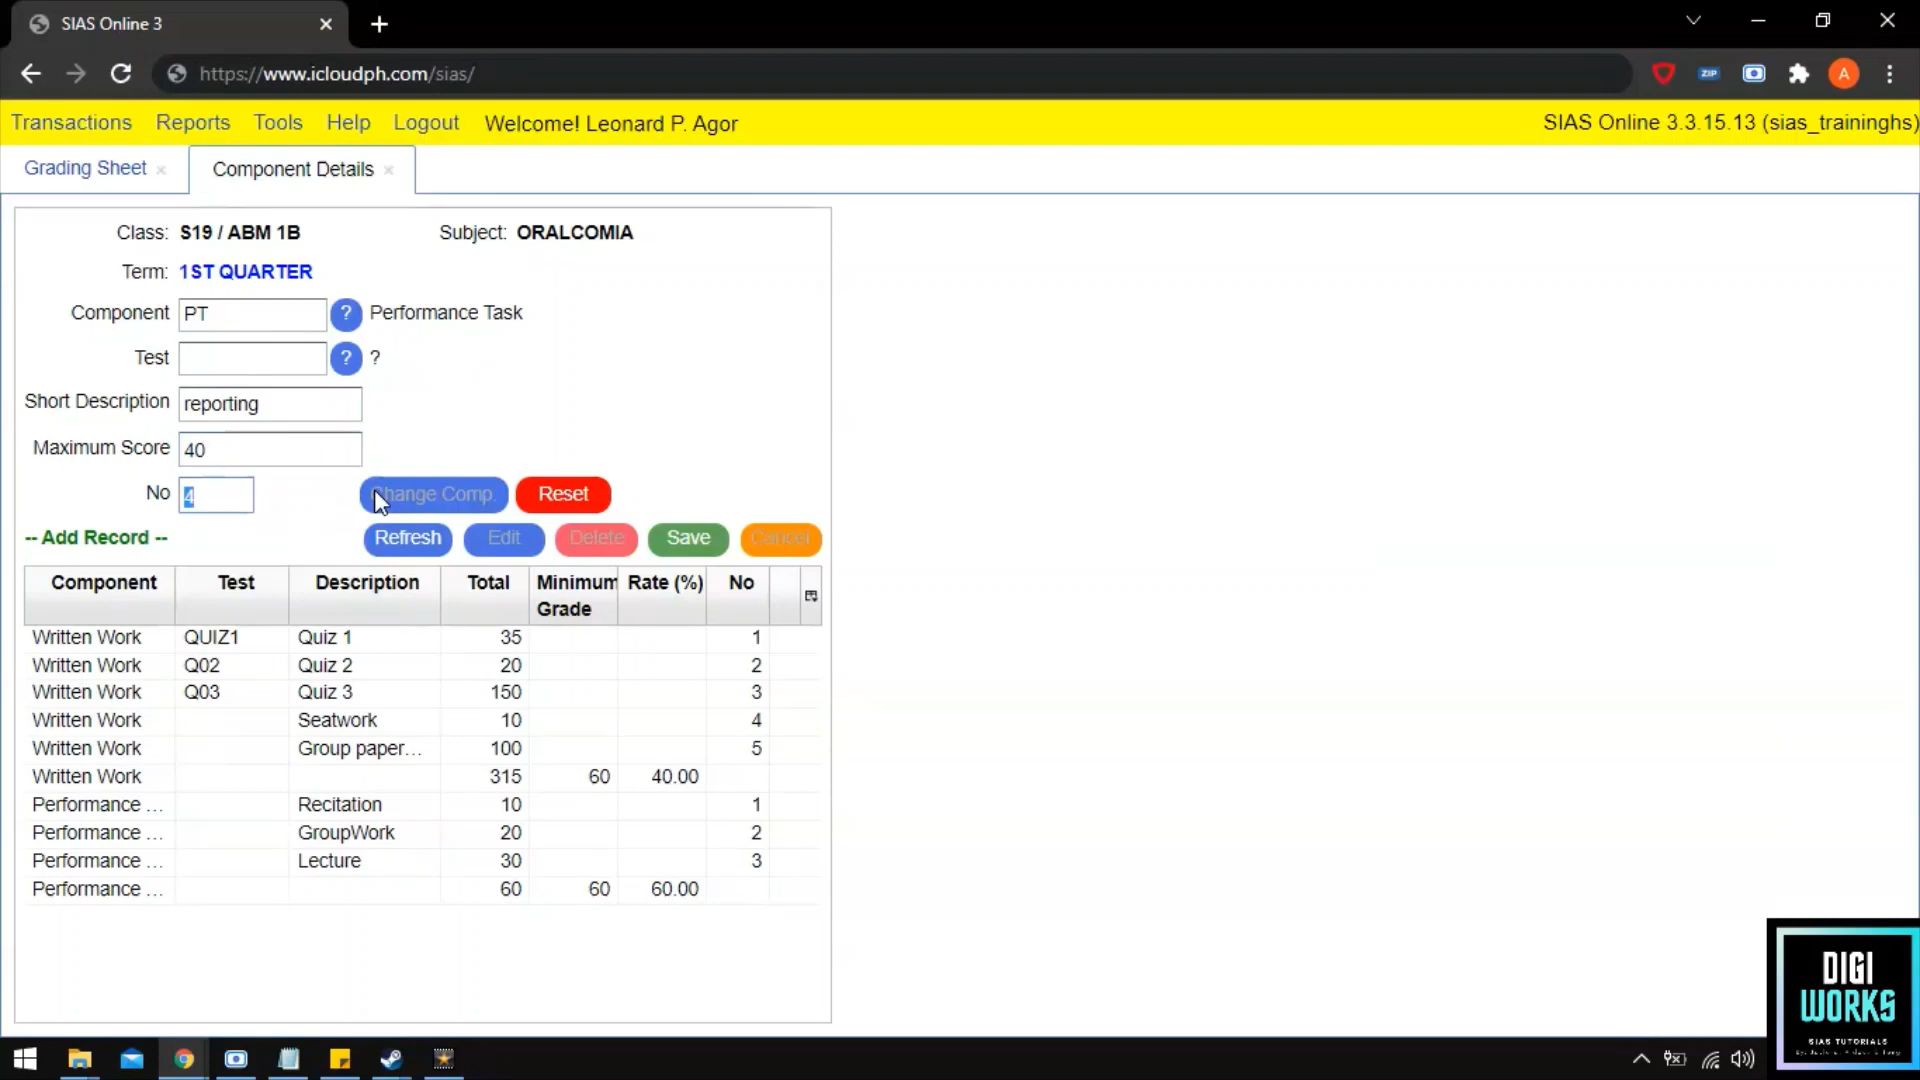 SIAS Online 3
https://www.icloudph.com/sias/
ZIP
A
Transactions Reports Tools Help Logout Welcome! Leonard P. Agor SIAS Online 3.3.15.13 (sias_traininghs)
Grading Sheet Component Details
Class: S19 / ABM 1B Subject: ORALCOMIA
Term: 1ST QUARTER
Component PT ? Performance Task
Test ? ?
Short Description reporting
Maximum Score 40
No 4 Change Comp. Reset
-- Add Record -- Refresh Edit Delete Save Cancel
Component Test Description Total Minimum Grade Rate (%) No
Written Work QUIZ1 Quiz 1 35 1
Written Work Q02 Quiz 2 20 2
Written Work Q03 Quiz 3 150 3
Written Work Seatwork 10 4
Written Work Group paper... 100 5
Written Work 315 60 40.00
Performance ... Recitation 10 1
Performance ... GroupWork 20 2
Performance ... Lecture 30 3
Performance ... 60 60 60.00
DIGI
WORKS
SIAS TUTORIALS